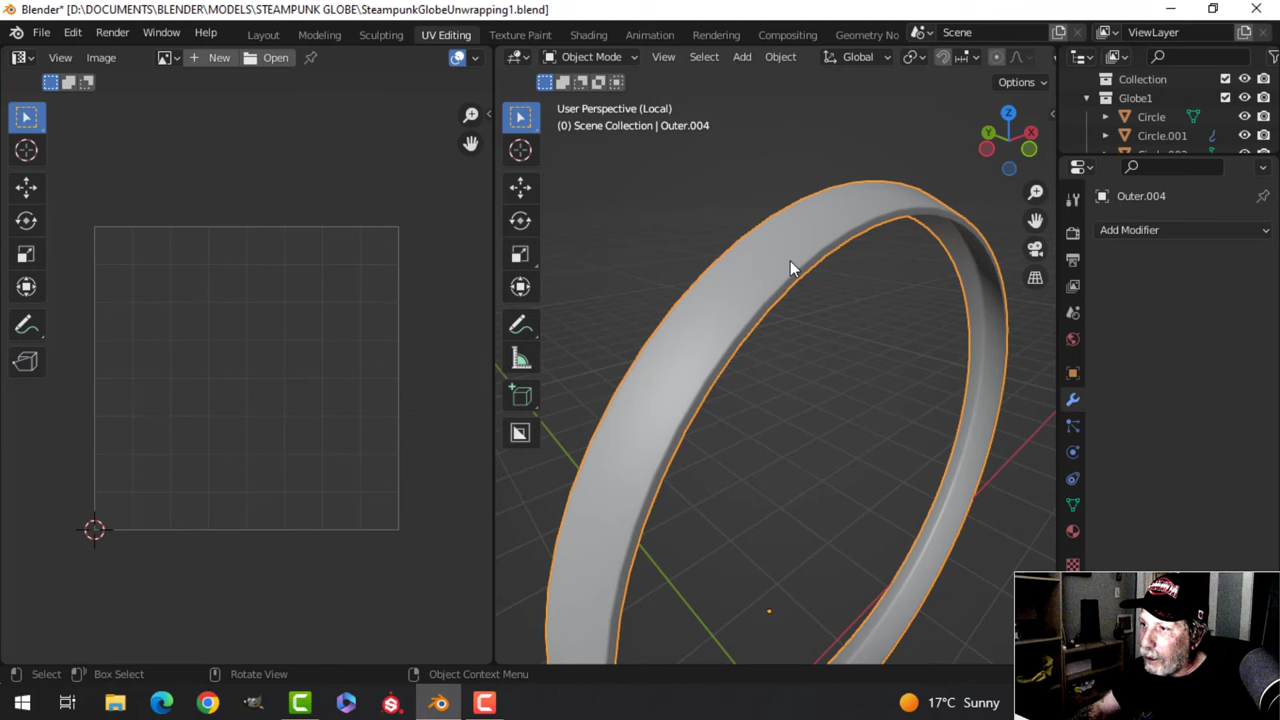 Blender* [D:\DOCUMENTS\BLENDER\MODELS\STEAMPUNK GLOBE\SteampunkGlobeUnwrapping1.blend]
File Edit Render Window Help Layout Modeling Sculpting UV Editing Texture Paint Shading Animation Rendering Compositing Geometry No Scene ViewLayer
View Image New Open Object Mode View Select Add Object Global
Options
Collection
User Perspective (Local)
Globe1
(0) Scene Collection | Outer.004
Circle
Circle.001
Z
Y
X
Outer.004
Add Modifier
Select Box Select Rotate View Object Context Menu
17°C Sunny